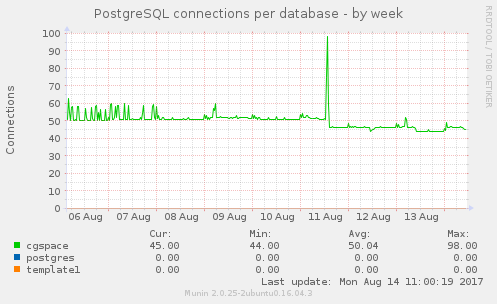 PostgreSQL connections per database - by week
RRDTOOL / TOBI OETIKER
Connections
100
90
80
70
60
50
40
30
20
10
0
06 Aug 07 Aug 08 Aug 09 Aug 10 Aug 11 Aug 12 Aug 13 Aug
Cur: Min: Avg: Max:
cgspace 45.00 44.00 50.04 98.00
postgres 0.00 0.00 0.00 0.00
template1 0.00 0.00 0.00 0.00
Last update: Mon Aug 14 11:00:19 2017
Munin 2.0.25-2ubuntu0.16.04.3